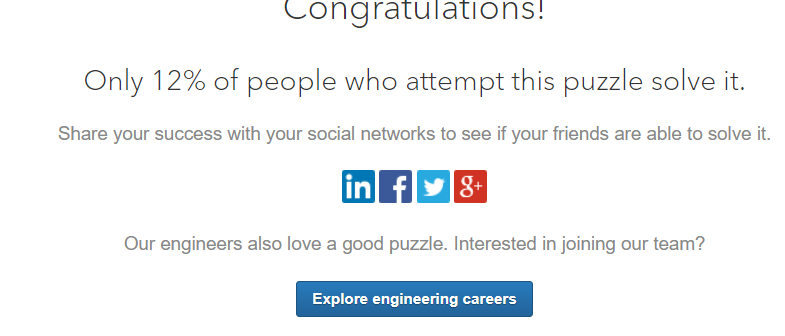 Congratulations!
Only 12% of people who attempt this puzzle solve it.
Share your success with your social networks to see if your friends are able to solve it.
in f g+
Our engineers also love a good puzzle. Interested in joining our team?
Explore engineering careers